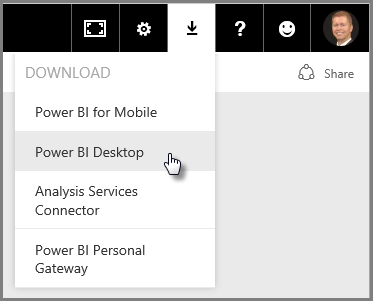 DOWNLOAD
Share
Power BI for Mobile
Power BI Desktop
Analysis Services
Connector
Power BI Personal
Gateway